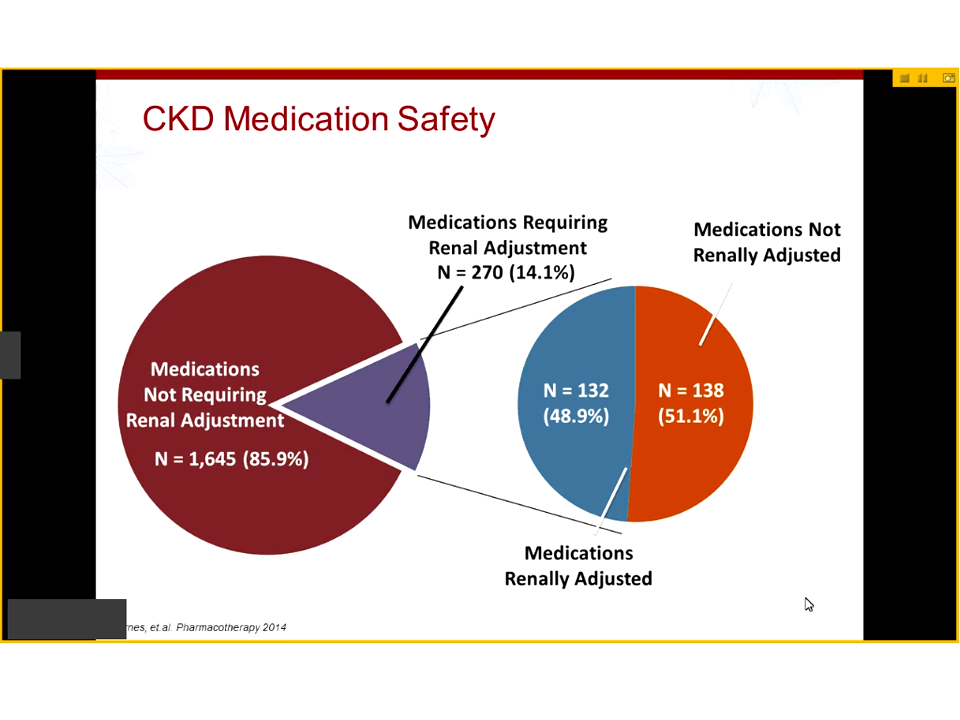 CKD Medication Safety
Medications Requiring
Renal Adjustment
N = 270 (14.1%)
Medications Not
Renally Adjusted
Medications
Not Requiring
Renal Adjustment
N = 1,645 (85.9%)
N = 132
(48.9%)
N = 138
(51.1%)
Medications
Renally Adjusted
et.al. Pharmacotherapy 2014